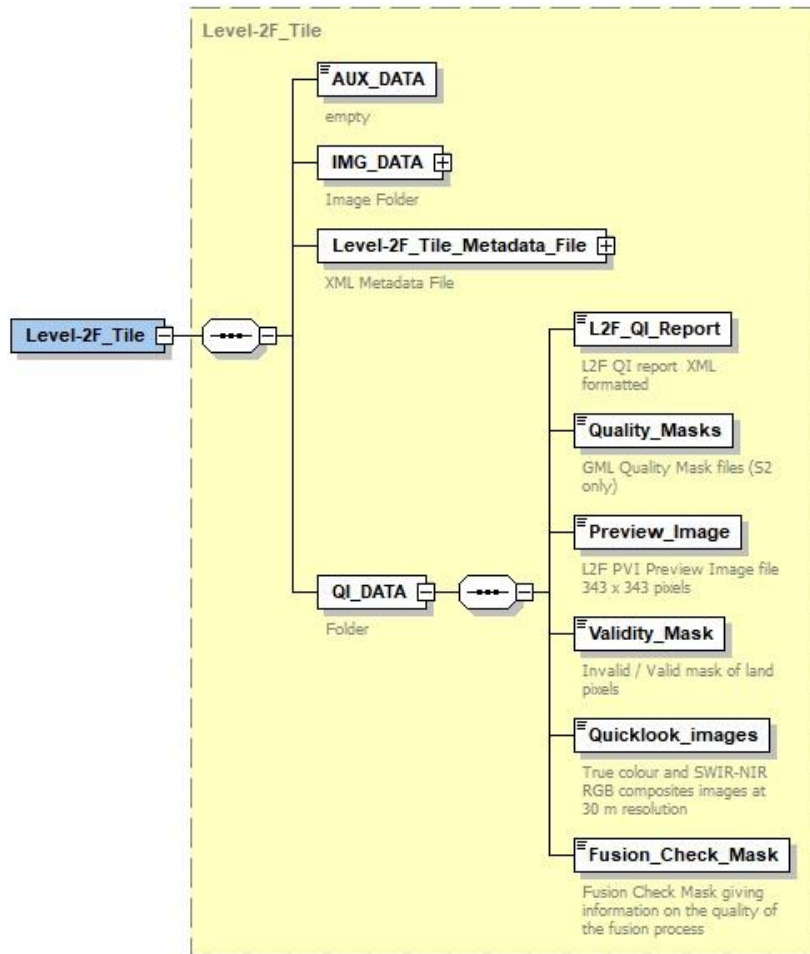 Level-2F_Tile
AUX_DATA
empty
IMG_DATA
Image Folder
Level-2F_Tile_Metadata_File
XML Metadata File
Level-2F_Tile
L2F_QI_Report
L2F QI report XML
formatted
Quality_Masks
GML Quality Mask files (S2
only)
Preview_Image
L2F PVI Preview Image file
343 x 343 pixels
QI_DATA
Folder
Validity_Mask
Invalid / Valid mask of land
pixels
Quicklook_images
True colour and SWIR-NIR
RGB composites images at
30 m resolution
Fusion_Check_Mask
Fusion Check Mask giving
information on the quality of
the fusion process